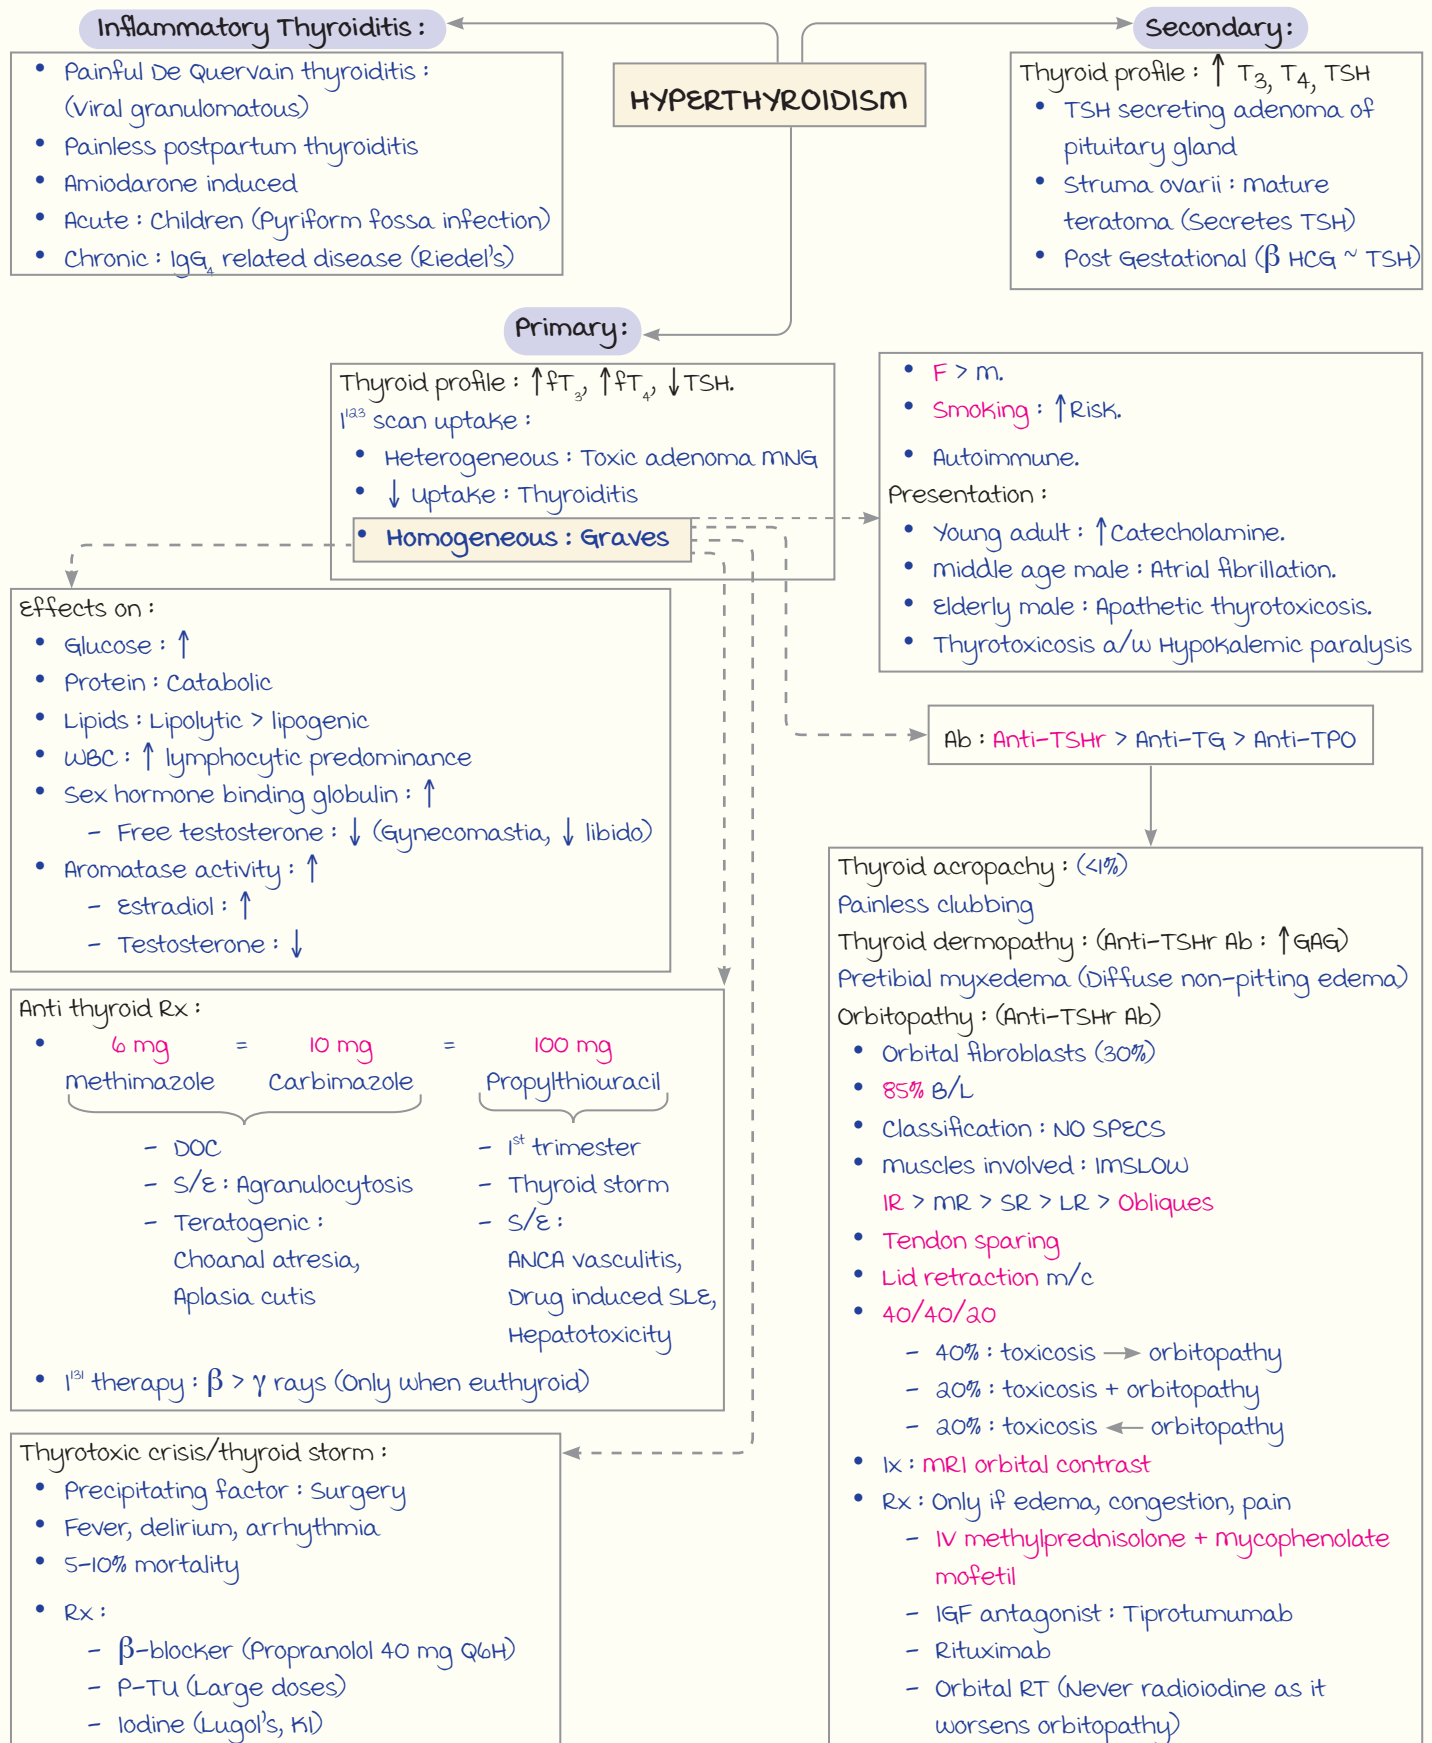 Inflammatory Thyroiditis :
• Painful De Quervain thyroiditis :
(Viral granulomatous)
• Painless postpartum thyroiditis
• Amiodarone induced
• Acute : Children (Pyriform fossa infection)
• Chronic : IgG₄ related disease (Riedel's)
HYPERTHYROIDISM
Secondary:
Thyroid profile : ↑ T₃, T₄, TSH
• TSH secreting adenoma of
pituitary gland
• Struma ovarii : mature
teratoma (Secretes TSH)
• Post Gestational (β HCG ~ TSH)
Primary:
Thyroid profile : ↑fT₃, ↑fT₄, ↓TSH.
I¹²³ scan uptake :
• Heterogeneous : Toxic adenoma MNG
• ↓ Uptake : Thyroiditis
• Homogeneous : Graves
• F > M.
• Smoking : ↑Risk.
• Autoimmune.
Presentation :
• Young adult : ↑Catecholamine.
• Middle age male : Atrial fibrillation.
• Elderly male : Apathetic thyrotoxicosis.
• Thyrotoxicosis a/w Hypokalemic paralysis
Effects on :
• Glucose : ↑
• Protein : Catabolic
• Lipids : Lipolytic > lipogenic
• WBC : ↑ lymphocytic predominance
• Sex hormone binding globulin : ↑
– Free testosterone : ↓ (Gynecomastia, ↓ libido)
• Aromatase activity : ↑
– Estradiol : ↑
– Testosterone : ↓
Ab : Anti-TSHr > Anti-TG > Anti-TPO
Thyroid acropachy : (<1%)
Painless clubbing
Thyroid dermopathy : (Anti-TSHr Ab : ↑GAG)
Pretibial myxedema (Diffuse non-pitting edema)
Orbitopathy : (Anti-TSHr Ab)
• Orbital fibroblasts (30%)
• 85% B/L
• Classification : NO SPECS
• Muscles involved : IMSLOW
IR > MR > SR > LR > Obliques
• Tendon sparing
• Lid retraction m/c
• 40/40/20
– 40% : toxicosis → orbitopathy
– 20% : toxicosis + orbitopathy
– 20% : toxicosis ← orbitopathy
• Ix : MRI orbital contrast
• Rx : Only if edema, congestion, pain
– IV methylprednisolone + Mycophenolate
mofetil
– IGF antagonist : Tiprotumumab
– Rituximab
– Orbital RT (Never radioiodine as it
worsens orbitopathy)
Anti thyroid Rx :
• 6 mg = 10 mg = 100 mg
Methimazole Carbimazole Propylthiouracil
– DOC
– S/E : Agranulocytosis
– Teratogenic :
Choanal atresia,
Aplasia cutis
– 1st trimester
– Thyroid storm
– S/E :
ANCA vasculitis,
Drug induced SLE,
Hepatotoxicity
• I¹³¹ therapy : β > γ rays (Only when euthyroid)
Thyrotoxic crisis/thyroid storm :
• Precipitating factor : Surgery
• Fever, delirium, arrhythmia
• 5-10% mortality
• Rx :
– β-blocker (Propranolol 40 mg Q6H)
– P-TU (Large doses)
– Iodine (Lugol's, KI)